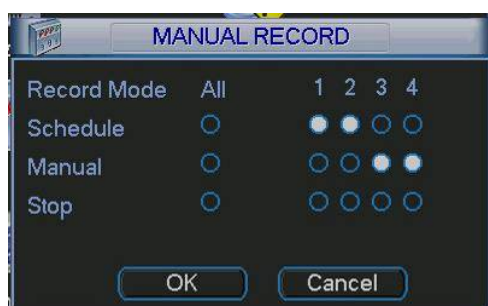 MANUAL RECORD
Record Mode All 1 2 3 4
Schedule
Manual
Stop
OK Cancel